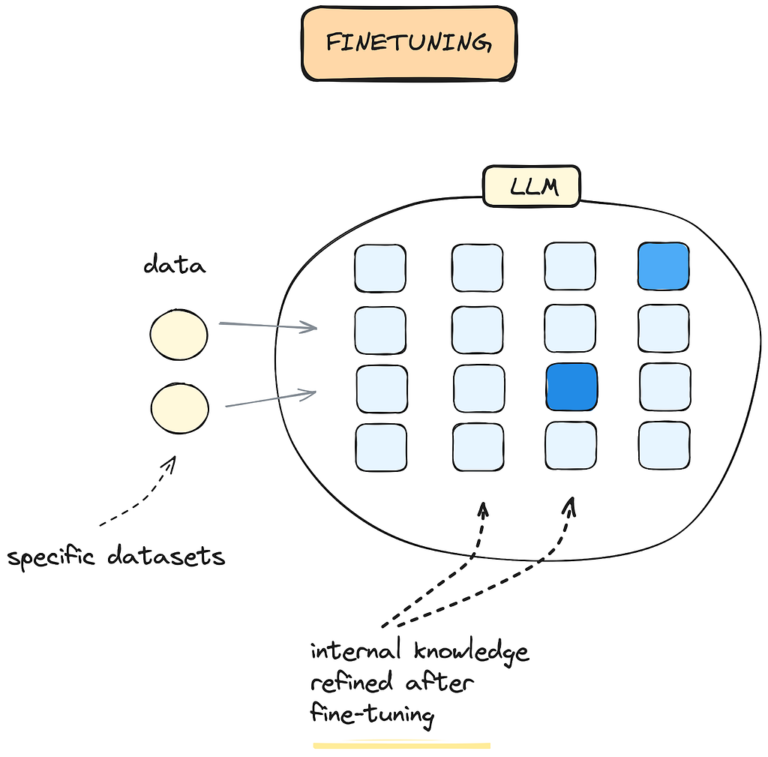 FINETUNING
LLM
data
specific datasets
internal knowledge
refined after
fine-tuning